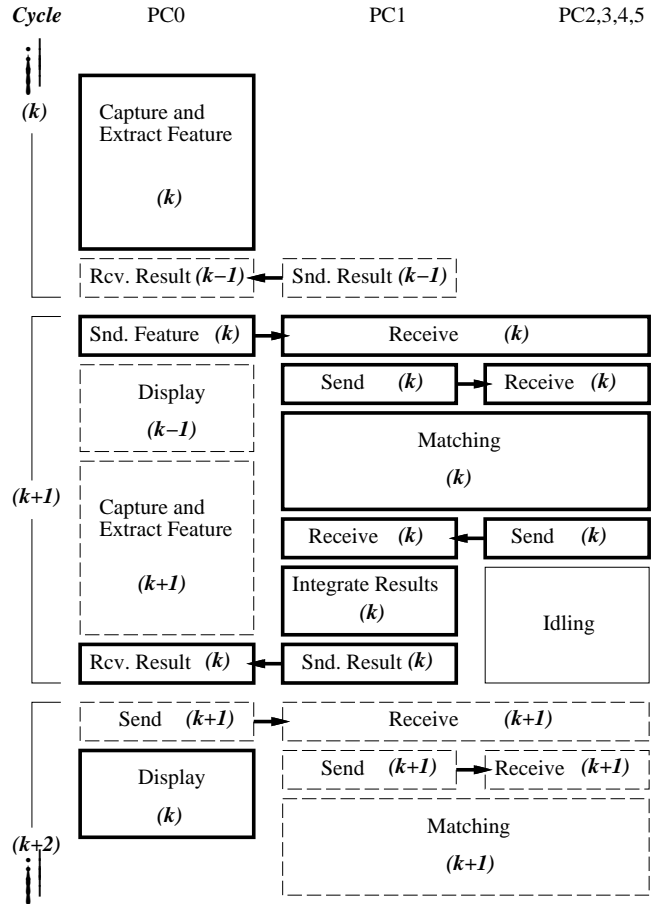 Cycle PC0 PC1 PC2,3,4,5
(k)
Capture and
Extract Feature
(k)
Rcv. Result (k−1) Snd. Result (k−1)
(k+1)
Snd. Feature (k) Receive (k)
Display
(k−1)
Send (k) Receive (k)
Matching
(k)
Capture and
Extract Feature
(k+1)
Receive (k) Send (k)
Integrate Results
(k)
Idling
Rcv. Result (k) Snd. Result (k)
(k+2)
Send (k+1) Receive (k+1)
Display
(k)
Send (k+1) Receive (k+1)
Matching
(k+1)